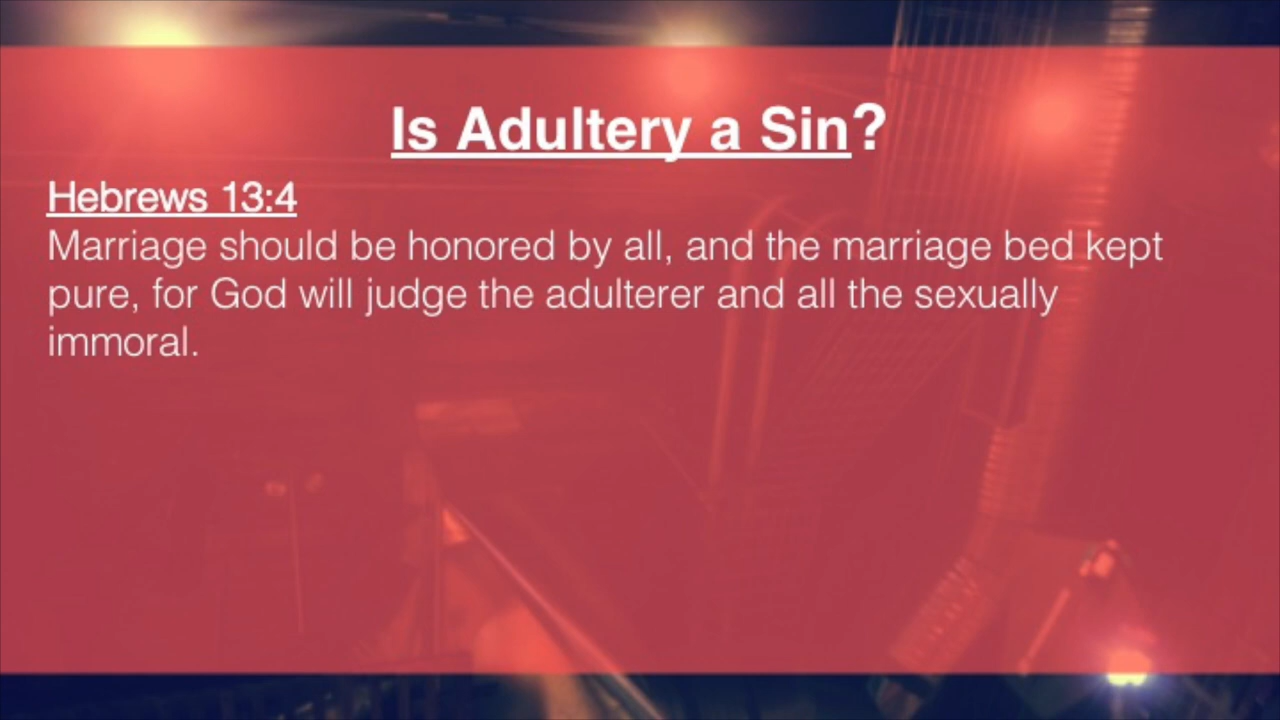 Is Adultery a Sin?
Hebrews 13:4
Marriage should be honored by all, and the marriage bed kept
pure, for God will judge the adulterer and all the sexually
immoral.